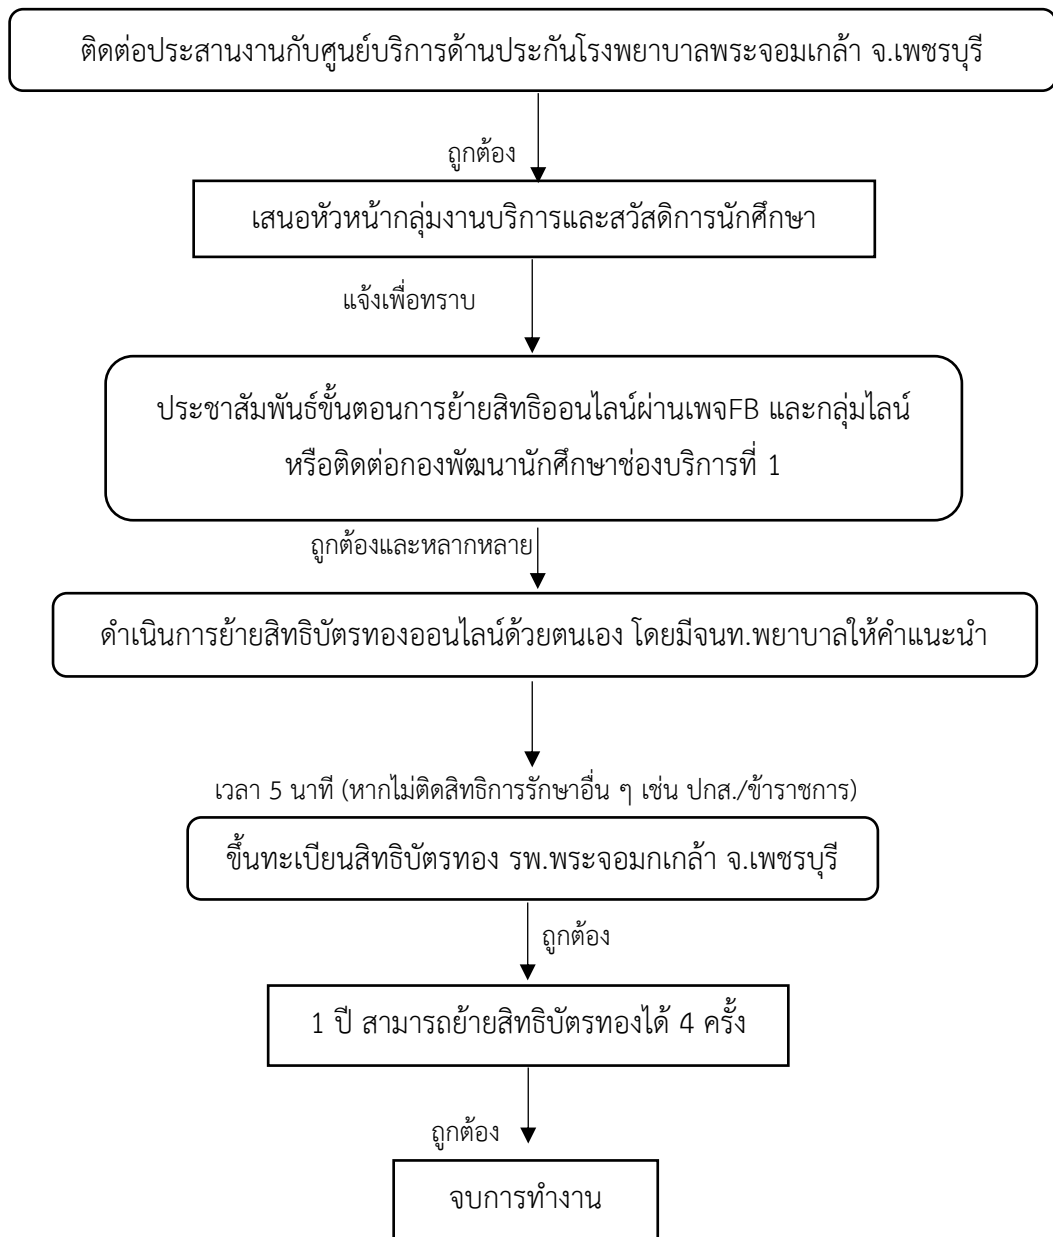 ติดต่อประสานงานกับศูนย์บริการด้านประกันโรงพยาบาลพระจอมเกล้า จ.เพชรบุรี
ถูกต้อง
เสนอหัวหน้ากลุ่มงานบริการและสวัสดิการนักศึกษา
แจ้งเพื่อทราบ
ประชาสัมพันธ์ขั้นตอนการย้ายสิทธิออนไลน์ผ่านเพจFB และกลุ่มไลน์
หรือติดต่อกองพัฒนานักศึกษาช่องบริการที่ 1
ถูกต้องและหลากหลาย
ดำเนินการย้ายสิทธิบัตรทองออนไลน์ด้วยตนเอง โดยมีจนท.พยาบาลให้คำแนะนำ
เวลา 5 นาที (หากไม่ติดสิทธิการรักษาอื่น ๆ เช่น ปกส./ข้าราชการ)
ขึ้นทะเบียนสิทธิบัตรทอง รพ.พระจอมกเกล้า จ.เพชรบุรี
ถูกต้อง
1 ปี สามารถย้ายสิทธิบัตรทองได้ 4 ครั้ง
ถูกต้อง
จบการทำงาน